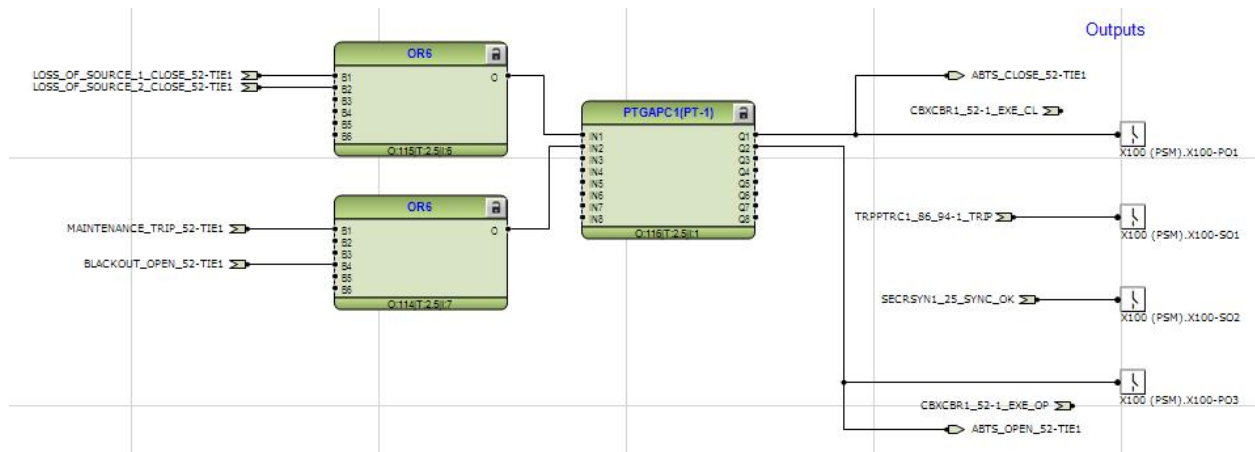 Outputs
OR6
LOSS_OF_SOURCE_1_CLOSE_52-TIE1
LOSS_OF_SOURCE_2_CLOSE_52-TIE1
B1
B2
B3
B4
B5
B6
O
O:115|T:2.5|I:6
PTGAPC1(PT-1)
IN1
IN2
IN3
IN4
IN5
IN6
IN7
IN8
Q1
Q2
Q3
Q4
Q5
Q6
Q7
Q8
O:116|T:2.5|I:1
ABTS_CLOSE_52-TIE1
CBXCBR1_52-1_EXE_CL
X100 (PSM).X100-PO1
OR6
MAINTENANCE_TRIP_52-TIE1
BLACKOUT_OPEN_52-TIE1
B1
B2
B3
B4
B5
B6
O
O:114|T:2.5|I:7
TRPPTRC1_86_94-1_TRIP
X100 (PSM).X100-SO1
SECRSYN1_25_SYNC_OK
X100 (PSM).X100-SO2
X100 (PSM).X100-PO3
CBXCBR1_52-1_EXE_OP
ABTS_OPEN_52-TIE1